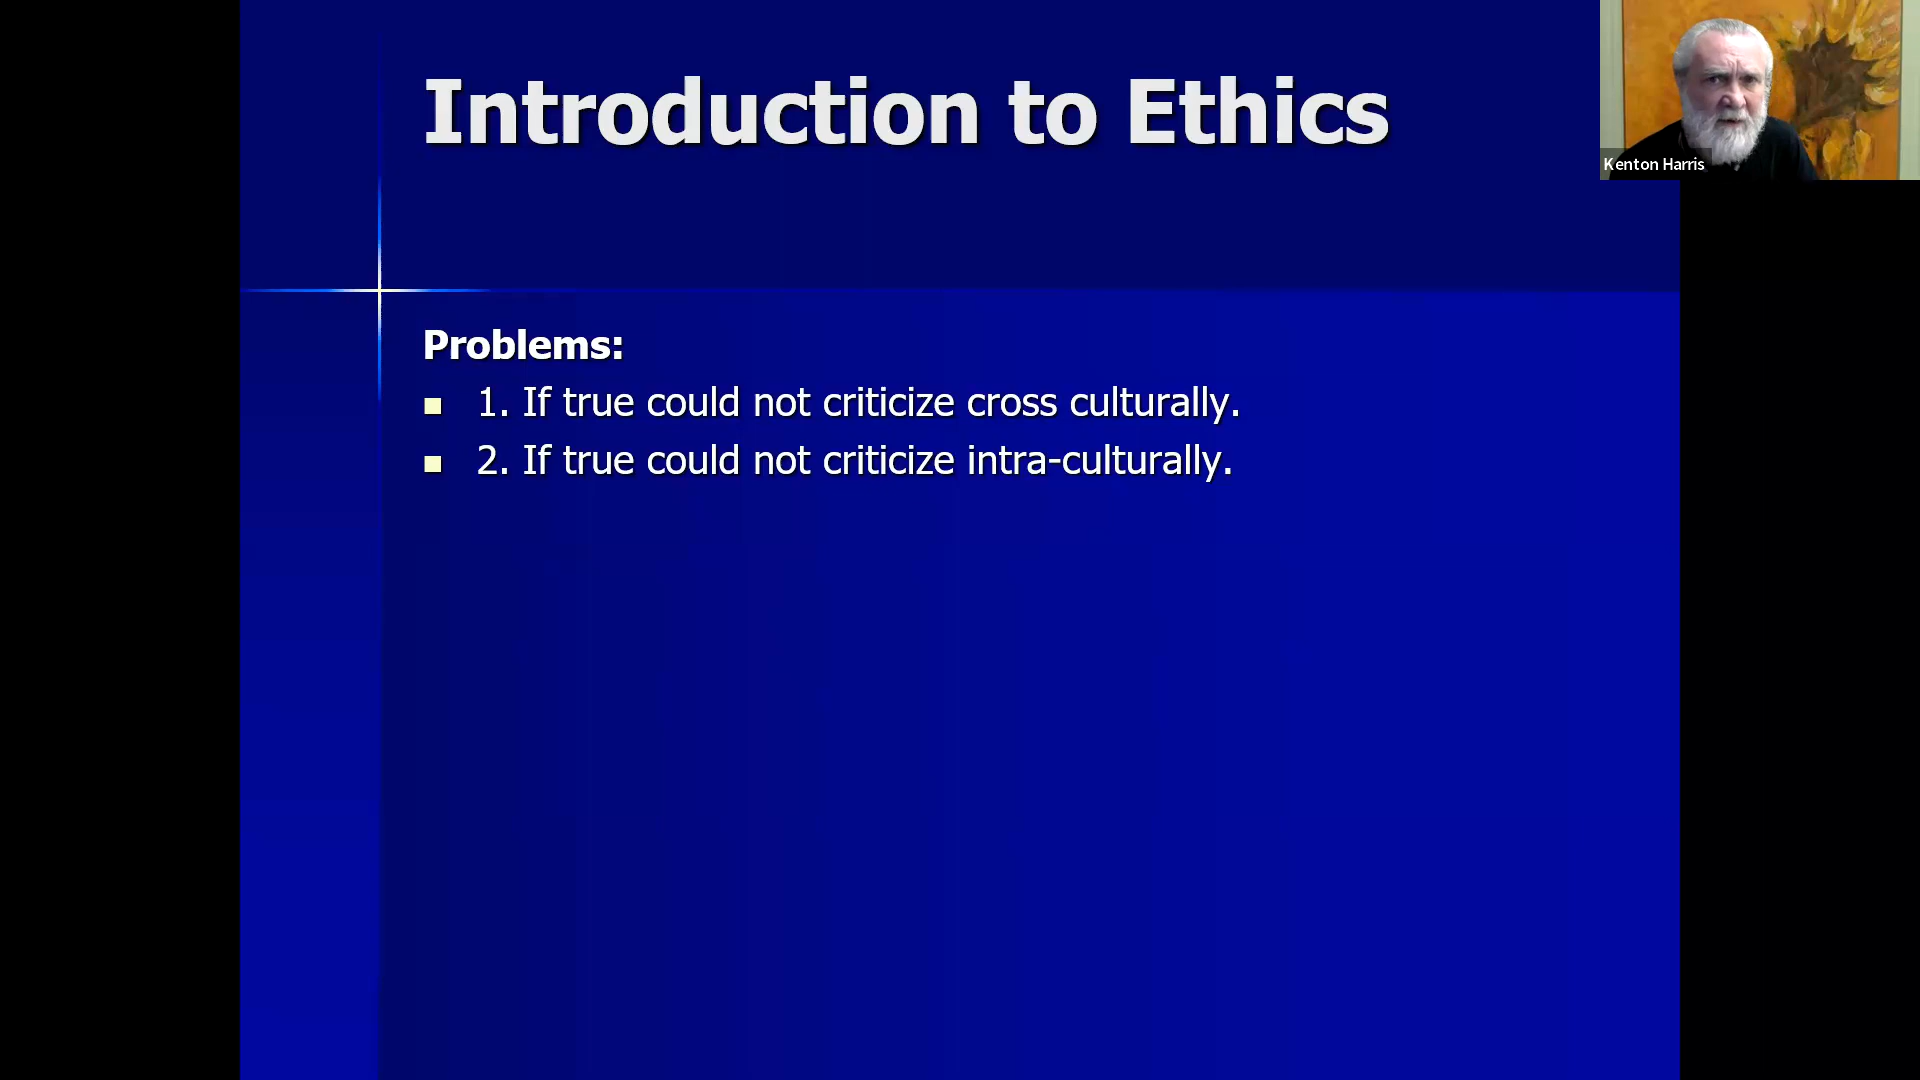 Introduction to Ethics
Kenton Harris
Problems:
1. If true could not criticize cross culturally.
2. If true could not criticize intra-culturally.